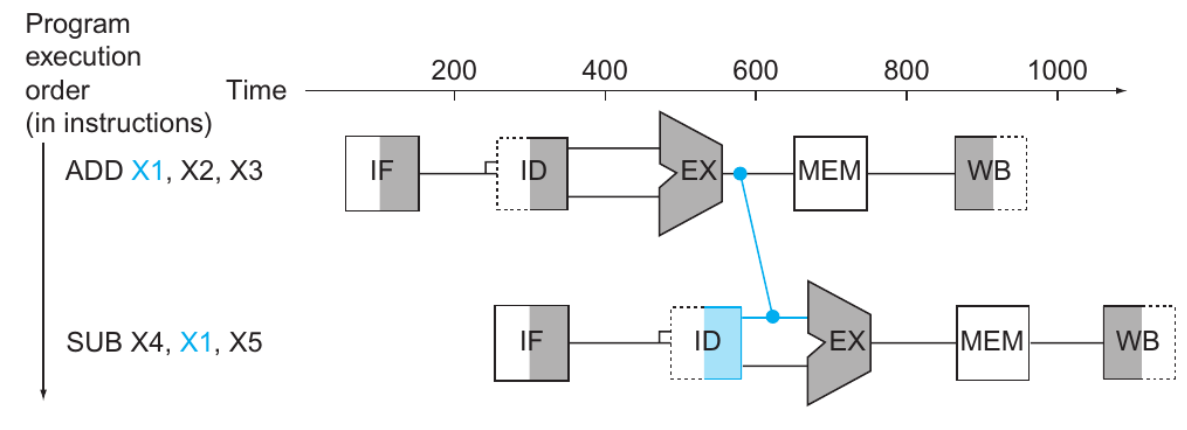 Program
execution
order
(in instructions)
Time
200 400 600 800 1000
ADD X1, X2, X3
IF ID EX MEM WB
SUB X4, X1, X5
IF ID EX MEM WB